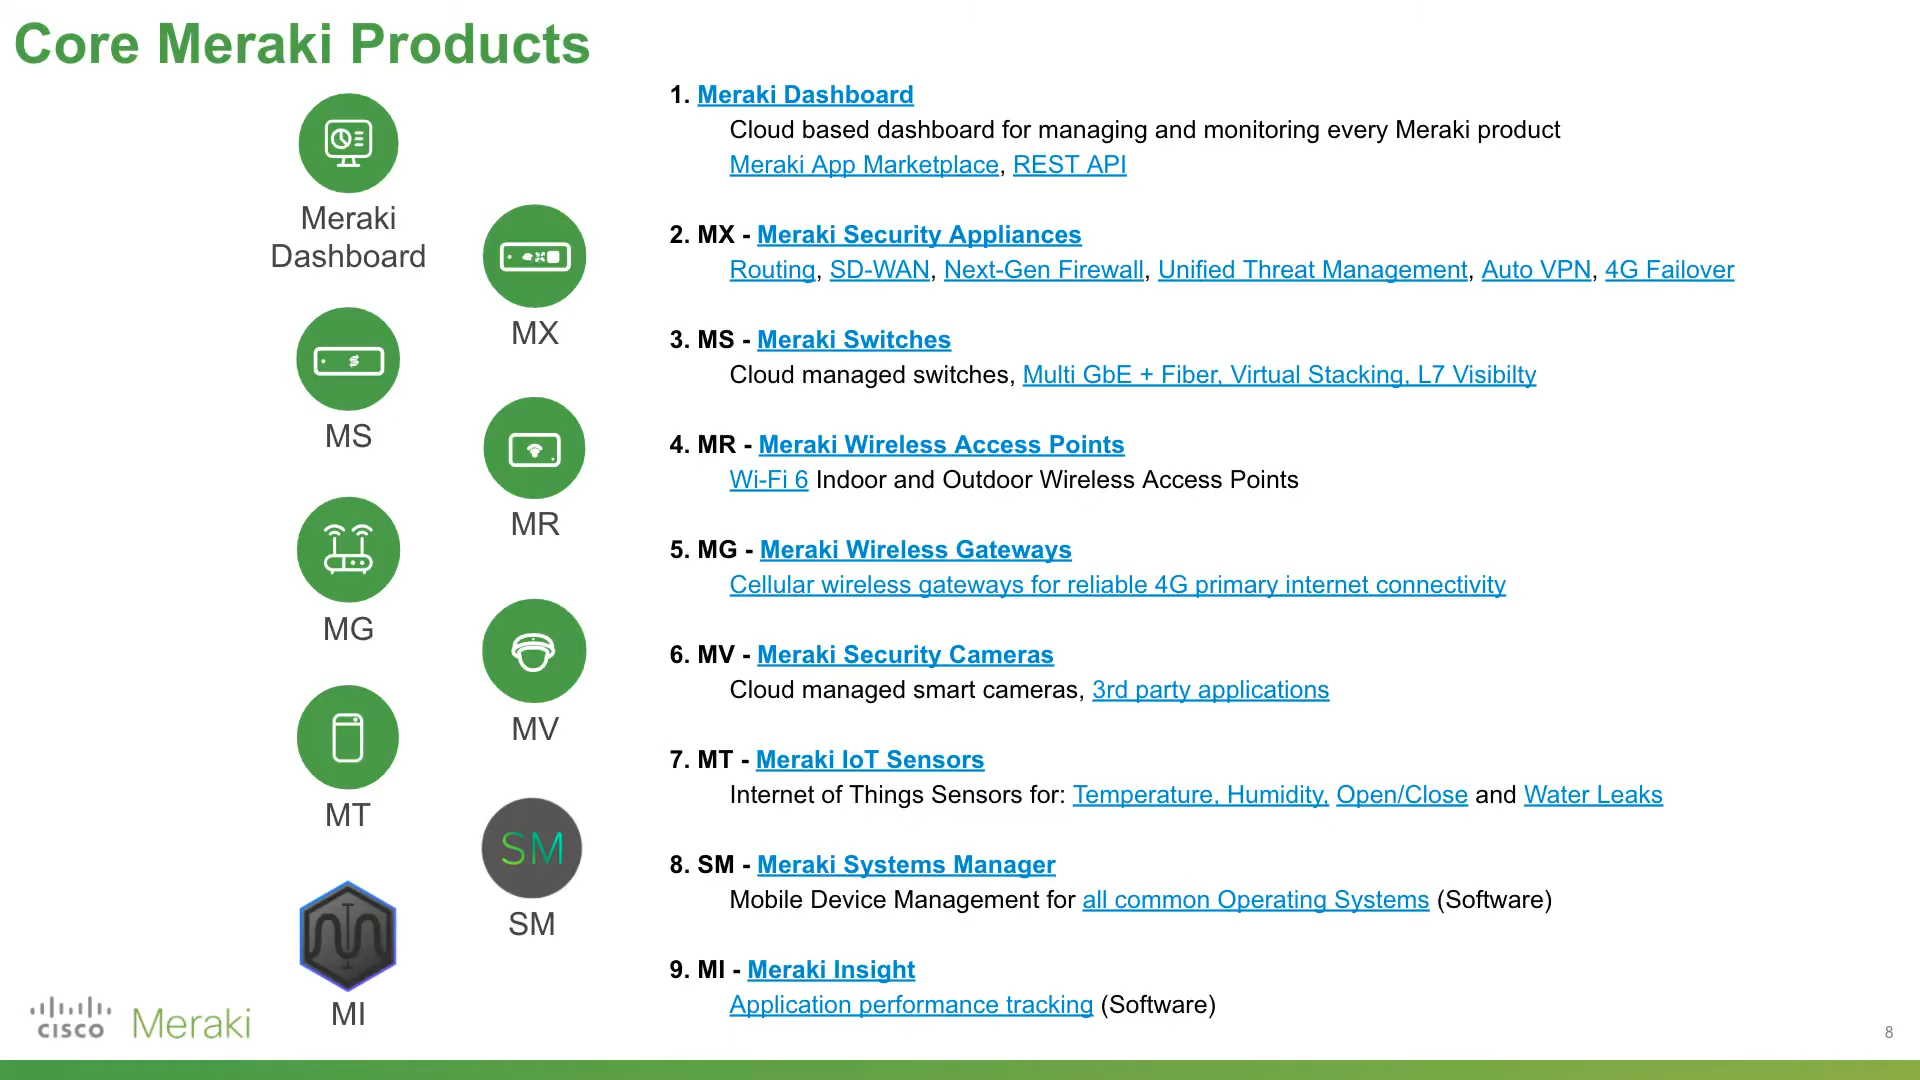 Core Meraki Products
Meraki
Dashboard
MX
MS
MR
MG
MV
MT
SM
SM
MI
1. Meraki Dashboard
Cloud based dashboard for managing and monitoring every Meraki product
Meraki App Marketplace, REST API
2. MX - Meraki Security Appliances
Routing, SD-WAN, Next-Gen Firewall, Unified Threat Management, Auto VPN, 4G Failover
3. MS - Meraki Switches
Cloud managed switches, Multi GbE + Fiber, Virtual Stacking, L7 Visibilty
4. MR - Meraki Wireless Access Points
Wi-Fi 6 Indoor and Outdoor Wireless Access Points
5. MG - Meraki Wireless Gateways
Cellular wireless gateways for reliable 4G primary internet connectivity
6. MV - Meraki Security Cameras
Cloud managed smart cameras, 3rd party applications
7. MT - Meraki IoT Sensors
Internet of Things Sensors for: Temperature, Humidity, Open/Close and Water Leaks
8. SM - Meraki Systems Manager
Mobile Device Management for all common Operating Systems (Software)
9. MI - Meraki Insight
Application performance tracking (Software)
CISCO Meraki
8